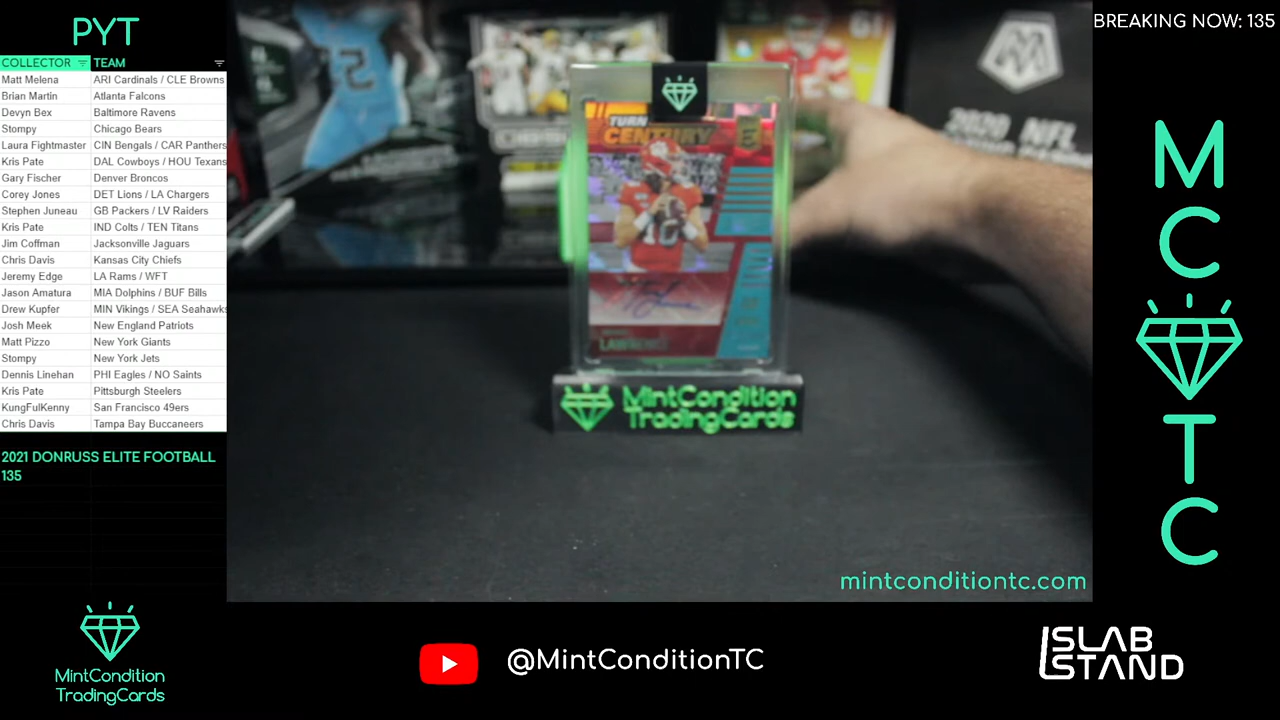 PYT
COLLECTOR TEAM
Matt Melena ARI Cardinals / CLE Browns
Brian Martin Atlanta Falcons
Devyn Bex Baltimore Ravens
Stompy Chicago Bears
Laura Fightmaster CIN Bengals / CAR Panthers
Kris Pate DAL Cowboys / HOU Texans
Gary Fischer Denver Broncos
Corey Jones DET Lions / LA Chargers
Stephen Juneau GB Packers / LV Raiders
Kris Pate IND Colts / TEN Titans
Jim Coffman Jacksonville Jaguars
Chris Davis Kansas City Chiefs
Jeremy Edge LA Rams / WFT
Jason Amatura MIA Dolphins / BUF Bills
Drew Kupfer MIN Vikings / SEA Seahawks
Josh Meek New England Patriots
Matt Pizzo New York Giants
Stompy New York Jets
Dennis Linehan PHI Eagles / NO Saints
Kris Pate Pittsburgh Steelers
KungFulKenny San Francisco 49ers
Chris Davis Tampa Bay Buccaneers
2021 DONRUSS ELITE FOOTBALL
135
MintCondition
TradingCards
TURN
CENTURY
16
LAWRENCE
MintCondition
TradingCards
2020 NFL
mintconditiontc.com
@MintConditionTC
BREAKING NOW: 135
M
C
T
C
SLAB
STAND